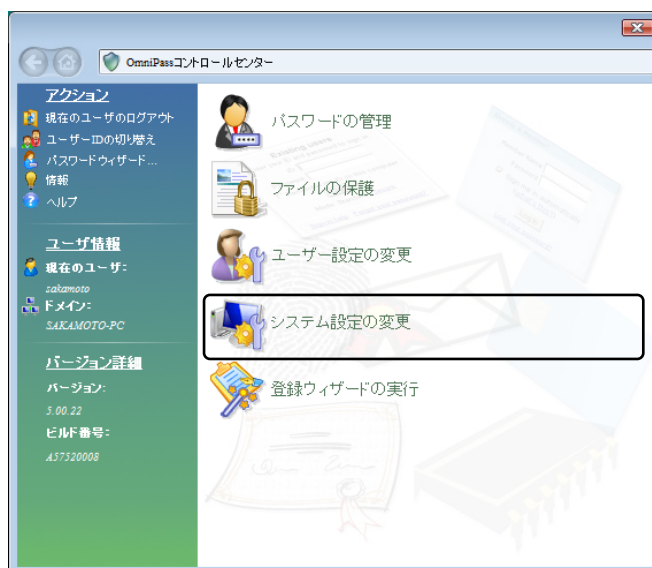 OmniPassコントロールセンター
アクション
現在のユーザのログアウト
ユーザーIDの切り替え
パスワードウィザード...
情報
ヘルプ
ユーザ情報
現在のユーザ:
sakamoto
ドメイン:
SAKAMOTO-PC
バージョン詳細
バージョン:
5.00.22
ビルド番号:
A57520008
パスワードの管理
ファイルの保護
ユーザー設定の変更
システム設定の変更
登録ウィザードの実行
Existing users